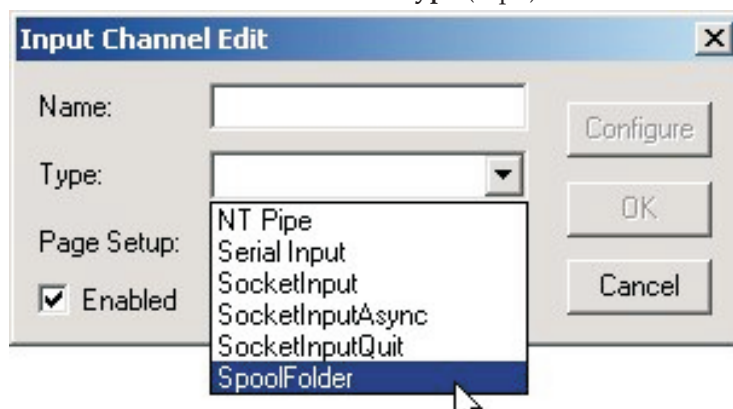 Input Channel Edit
Name:
Configure
Type:
OK
NT Pipe
Page Setup:
Serial Input
SocketInput
Enabled
Cancel
SocketInputAsync
SocketInputQuit
SpoolFolder